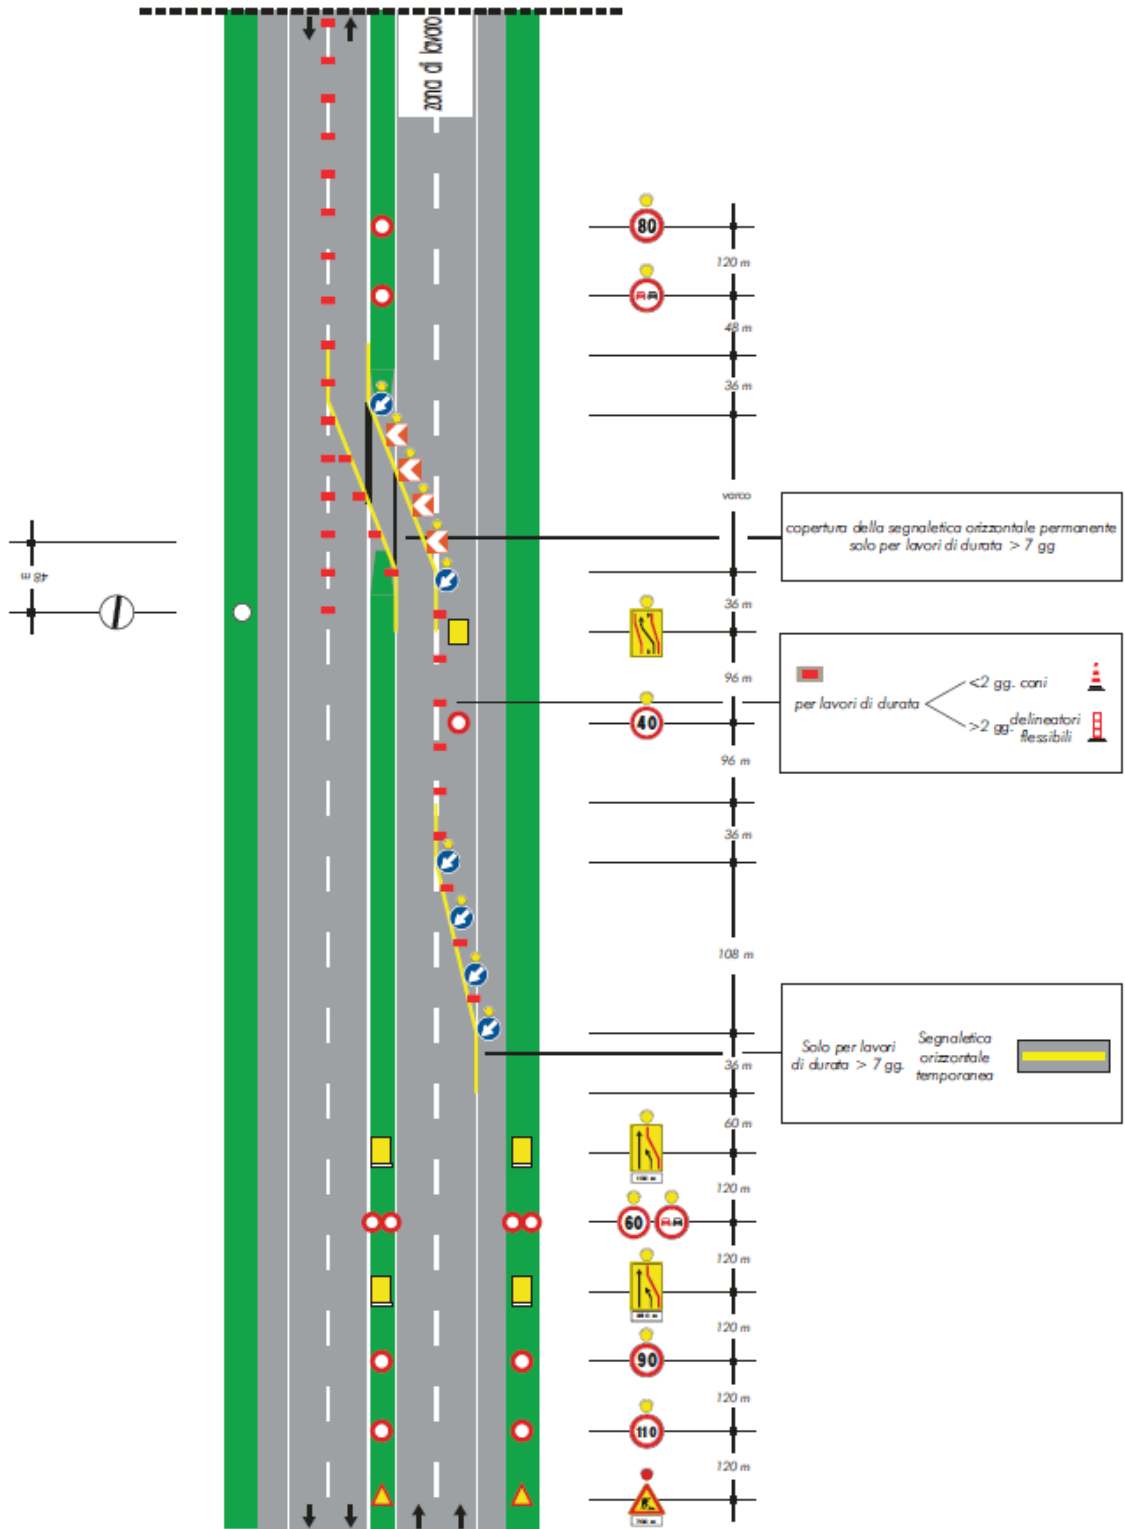 zona di lavoro
80
120 m
48 m
36 m
varco
copertura della segnaletica orizzontale permanente
solo per lavori di durata > 7 gg
48 m
36 m
96 m
<2 gg. coni
per lavori di durata
>2 gg. delineatori
flessibili
40
96 m
36 m
108 m
Solo per lavori
di durata > 7 gg.
Segnaletica
orizzontale
temporanea
36 m
60 m
120 m
60
120 m
120 m
90
120 m
110
120 m